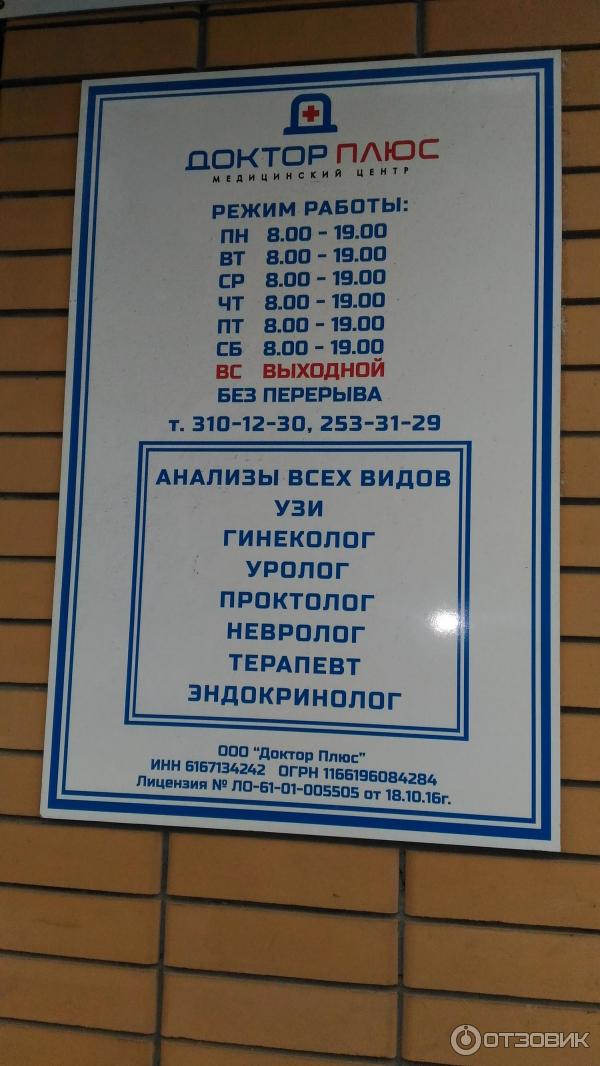 ДОКТОР ПЛЮС
МЕДИЦИНСКИЙ ЦЕНТР
РЕЖИМ РАБОТЫ:
ПН 8.00 - 19.00
ВТ 8.00 - 19.00
СР 8.00 - 19.00
ЧТ 8.00 - 19.00
ПТ 8.00 - 19.00
СБ 8.00 - 19.00
ВС ВЫХОДНОЙ
БЕЗ ПЕРЕРЫВА
т. 310-12-30, 253-31-29
АНАЛИЗЫ ВСЕХ ВИДОВ
УЗИ
ГИНЕКОЛОГ
УРОЛОГ
ПРОКТОЛОГ
НЕВРОЛОГ
ТЕРАПЕВТ
ЭНДОКРИНОЛОГ
ООО "Доктор Плюс"
ИНН 6167134242 ОГРН 1166196084284
Лицензия № ЛО-61-01-005505 от 18.10.16г.
ОТЗОВИК